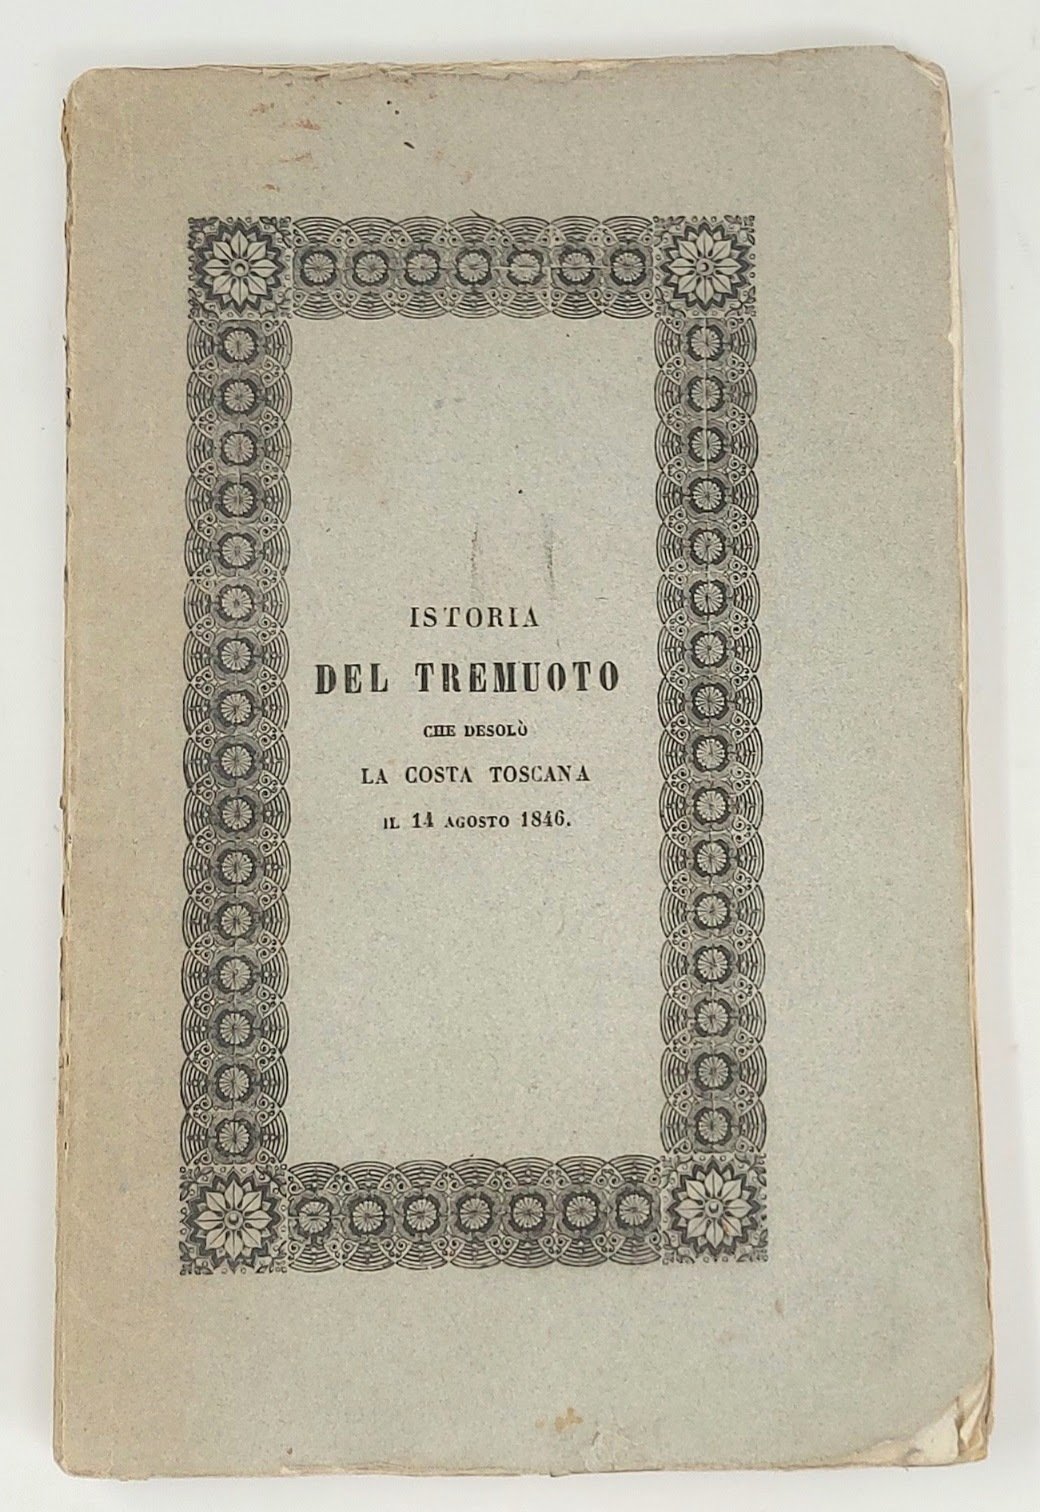 ISTORIA
DEL TREMUOTO
CHE DESOLÒ
LA COSTA TOSCANA
IL 14 AGOSTO 1846.